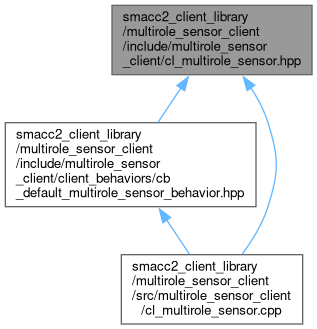 smacc2_client_library
/multirole_sensor_client
/include/multirole_sensor
_client/cl_multirole_sensor.hpp
smacc2_client_library
/multirole_sensor_client
/include/multirole_sensor
_client/client_behaviors/cb
_default_multirole_sensor_behavior.hpp
smacc2_client_library
/multirole_sensor_client
/src/multirole_sensor_client
/cl_multirole_sensor.cpp